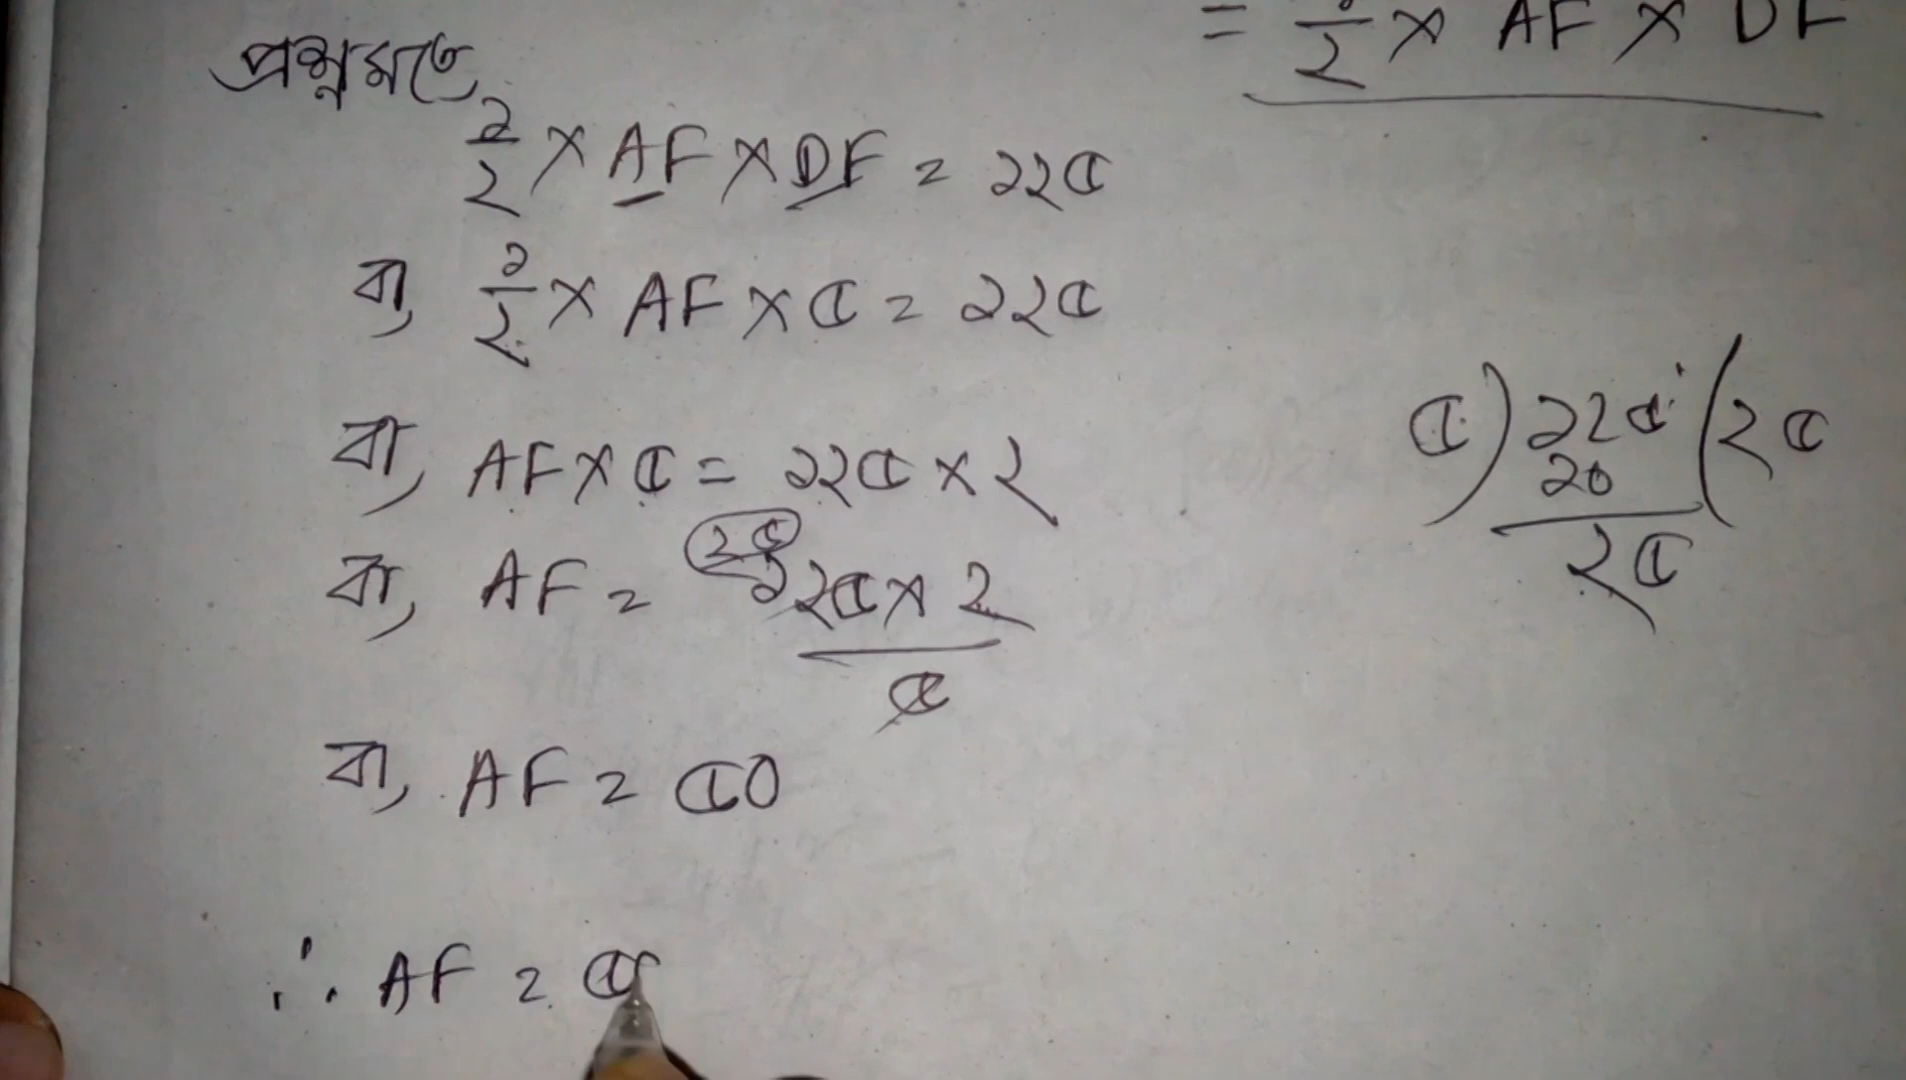 = ১/২ × AF × DF
প্রশ্নমতে,
১/২ × AF × DF = ১২৫
বা, ১/২ × AF × ৫ = ১২৫
বা, AF × ৫ = ১২৫ × ২
বা, AF = ২৫ ১২৫ × ২ / ৫
বা, AF = ৫০
∴ AF = ৫০
৫) ১২৫ (২৫
১০
২৫